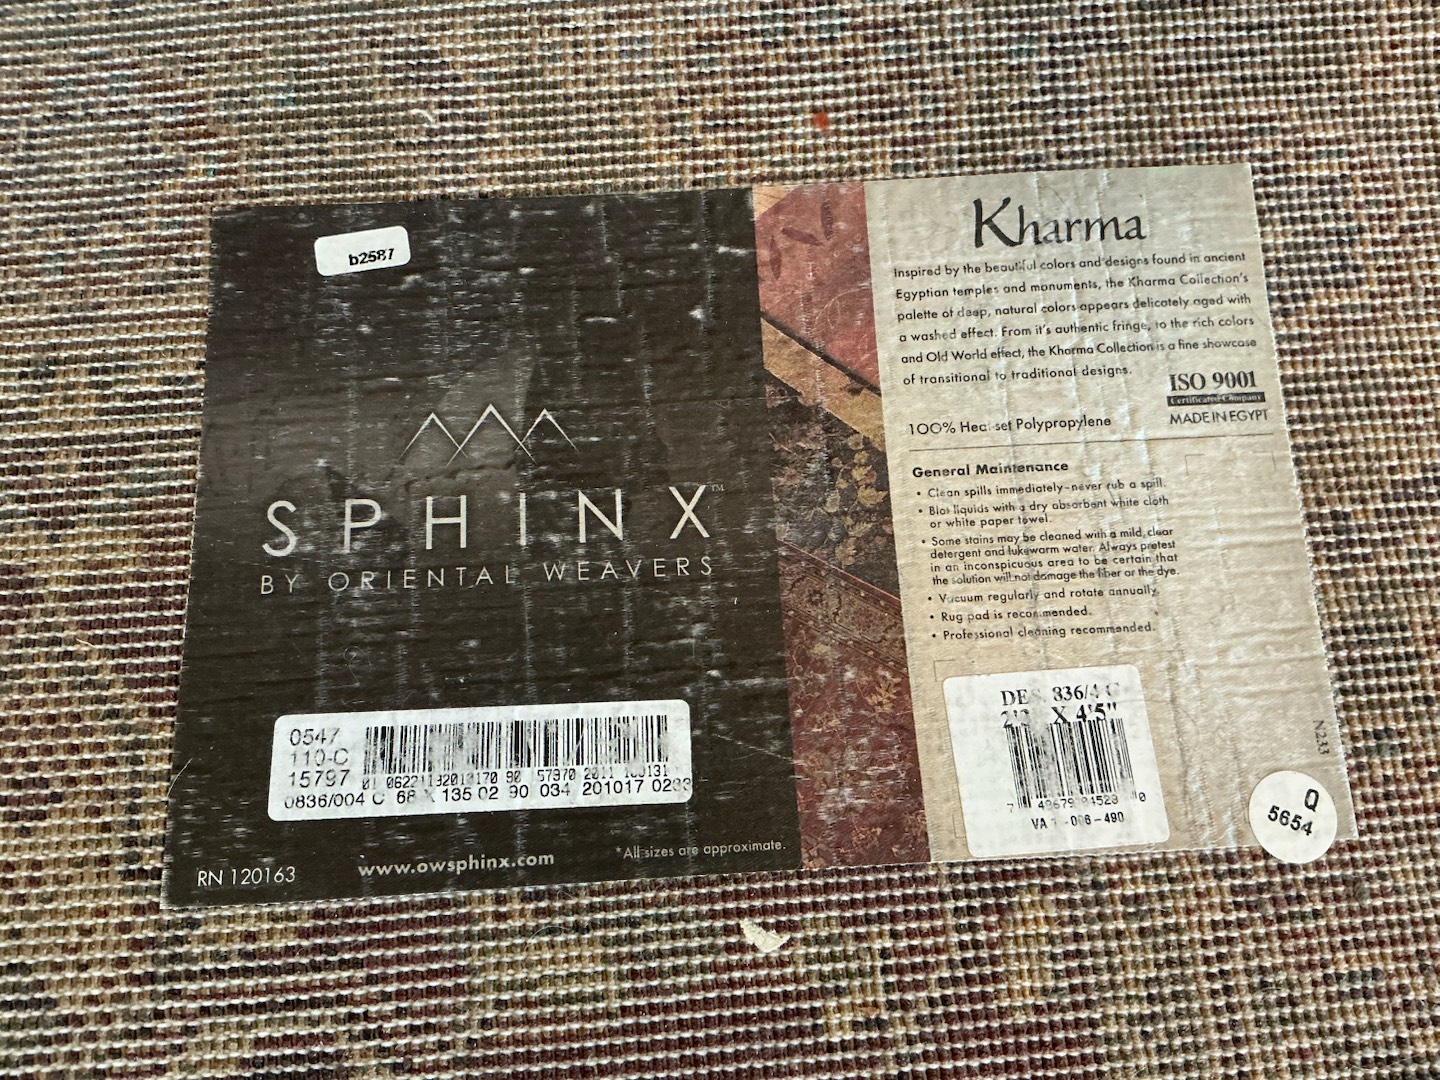 b2587
SPHINX™
BY ORIENTAL WEAVERS
0547
110-C
15797
0836/004 C 68 X 135 02 90 034 201017 0233
RN 120163
www.owsphinx.com
*All sizes are approximate.
Kharma
Inspired by the beautiful colors and designs found in ancient
Egyptian temples and monuments, the Kharma Collection's
palette of deep, natural colors appears delicately aged with
a washed effect. From it's authentic fringe, to the rich colors
and Old World effect, the Kharma Collection is a fine showcase
of transitional to traditional designs.
ISO 9001
Certificated Company
MADE IN EGYPT
100% Heat-set Polypropylene
General Maintenance
• Clean spills immediately–never rub a spill.
• Blot liquids with a dry absorbent white cloth
or white paper towel.
• Some stains may be cleaned with a mild, clear
detergent and lukewarm water. Always pretest
in an inconspicuous area to be certain that
the solution will not damage the fiber or the dye.
• Vacuum regularly and rotate annually.
• Rug pad is recommended.
• Professional cleaning recommended.
DES. 836/4 C
X 4'5"
7 0
-490
N233
Q
5654